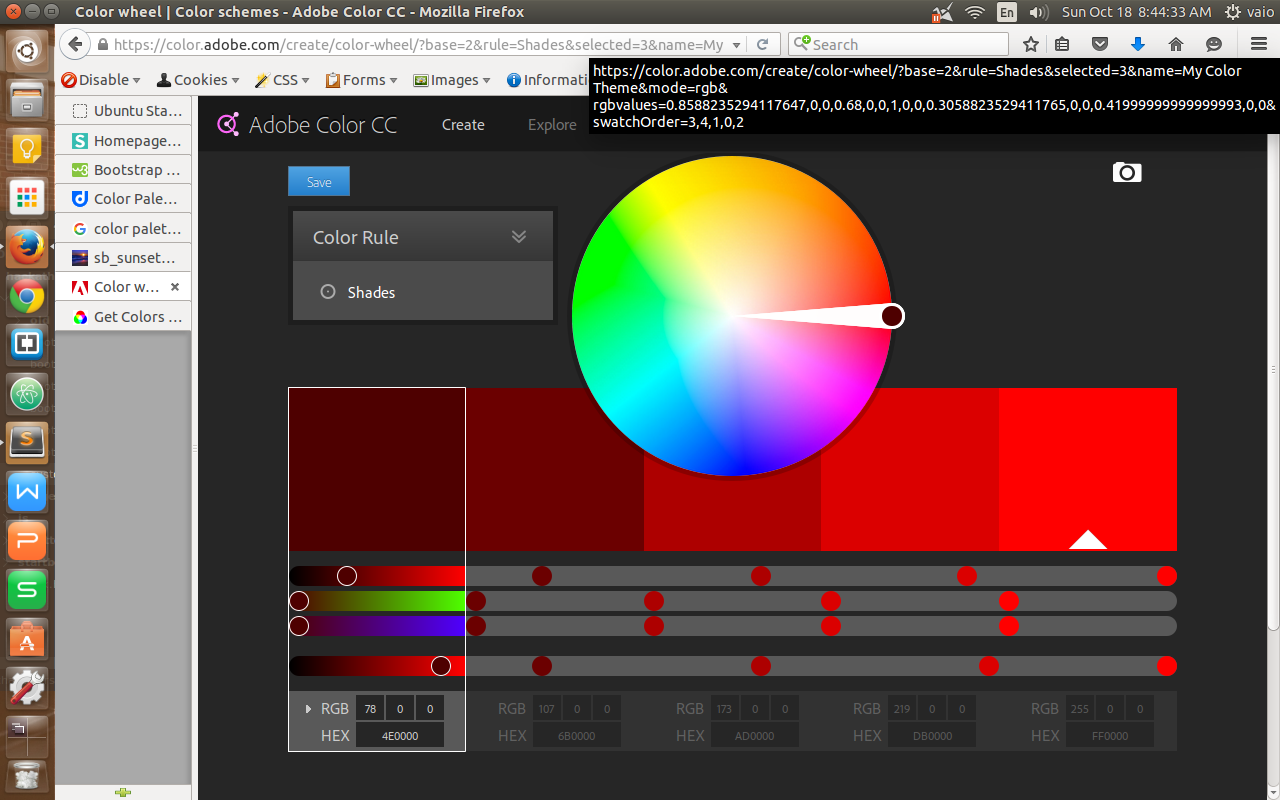 Color wheel | Color schemes - Adobe Color CC - Mozilla Firefox
En
Sun Oct 18 8:44:33 AM
vaio
https://color.adobe.com/create/color-wheel/?base=2&rule=Shades&selected=3&name=My
Search
Disable
Cookies
CSS
Forms
Images
Informati
https://color.adobe.com/create/color-wheel/?base=2&rule=Shades&selected=3&name=My Color
Theme&mode=rgb&
rgbvalues=0.8588235294117647,0,0,0.68,0,0,1,0,0,0.3058823529411765,0,0,0.41999999999999993,0,0&
swatchOrder=3,4,1,0,2
Ubuntu Sta...
Homepage...
Bootstrap ...
Color Pale...
color palet...
sb_sunset...
Color w...
Get Colors ...
Adobe Color CC
Create
Explore
Save
Color Rule
Shades
RGB 78 0 0
RGB 107 0 0
RGB 173 0 0
RGB 219 0 0
RGB 255 0 0
HEX 4E0000
HEX 6B0000
HEX AD0000
HEX DB0000
HEX FF0000